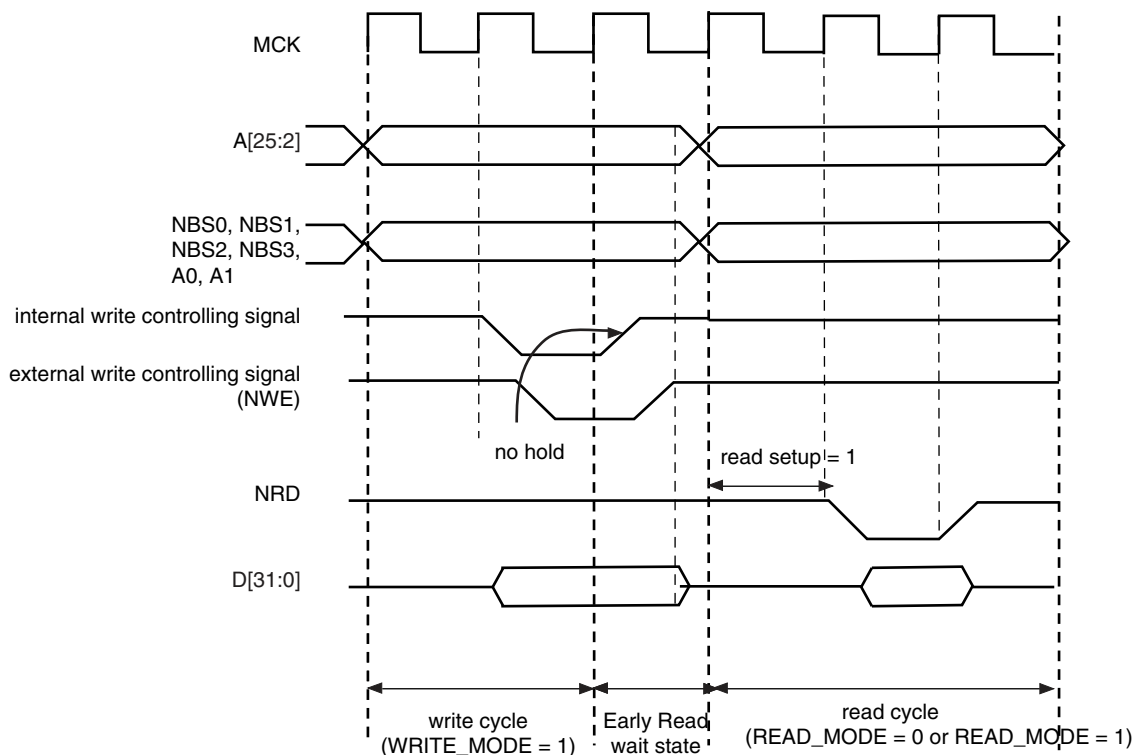 MCK
A[25:2]
NBS0, NBS1,
NBS2, NBS3,
A0, A1
internal write controlling signal
external write controlling signal
(NWE)
no hold
read setup = 1
NRD
D[31:0]
write cycle
(WRITE_MODE = 1)
Early Read
wait state
read cycle
(READ_MODE = 0 or READ_MODE = 1)